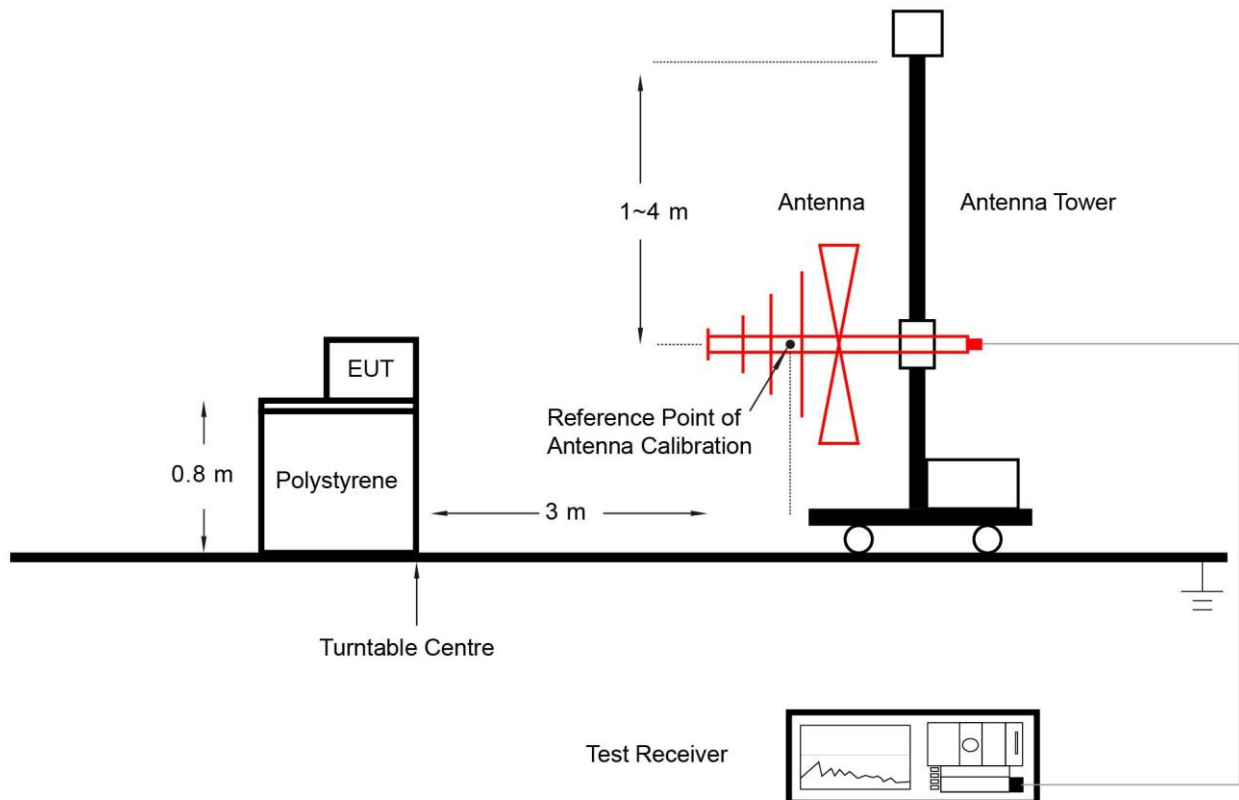 1~4 m
Antenna
Antenna Tower
EUT
Reference Point of
Antenna Calibration
0.8 m
Polystyrene
3 m
Turntable Centre
Test Receiver